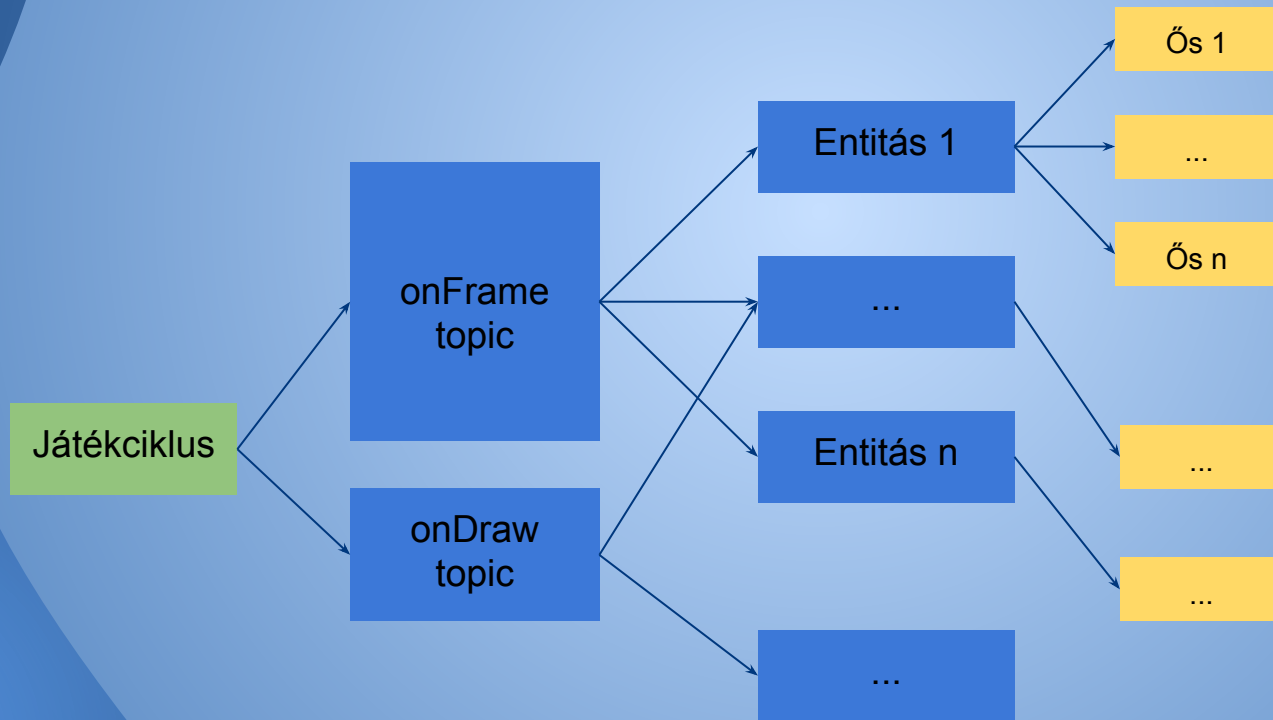 Játékciklus
onFrame
topic
onDraw
topic
Entitás 1
...
Entitás n
...
Ős 1
...
Ős n
...
...